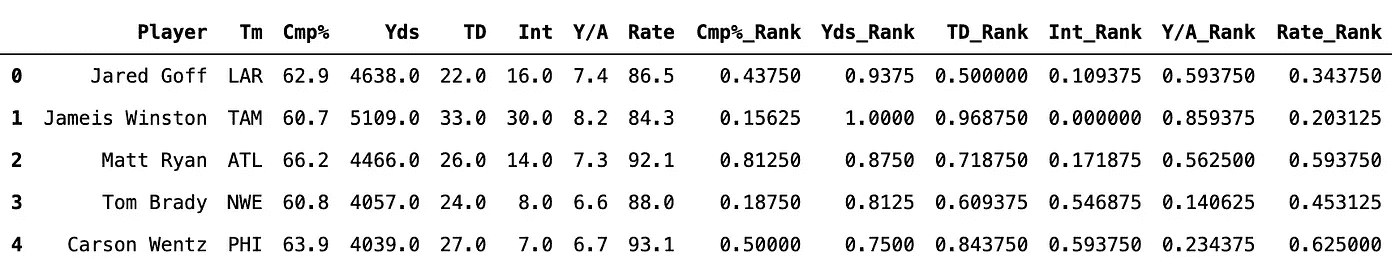 Player Tm Cmp% Yds TD Int Y/A Rate Cmp%_Rank Yds_Rank TD_Rank Int_Rank Y/A_Rank Rate_Rank
0 Jared Goff LAR 62.9 4638.0 22.0 16.0 7.4 86.5 0.43750 0.9375 0.500000 0.109375 0.593750 0.343750
1 Jameis Winston TAM 60.7 5109.0 33.0 30.0 8.2 84.3 0.15625 1.0000 0.968750 0.000000 0.859375 0.203125
2 Matt Ryan ATL 66.2 4466.0 26.0 14.0 7.3 92.1 0.81250 0.8750 0.718750 0.171875 0.562500 0.593750
3 Tom Brady NWE 60.8 4057.0 24.0 8.0 6.6 88.0 0.18750 0.8125 0.609375 0.546875 0.140625 0.453125
4 Carson Wentz PHI 63.9 4039.0 27.0 7.0 6.7 93.1 0.50000 0.7500 0.843750 0.593750 0.234375 0.625000